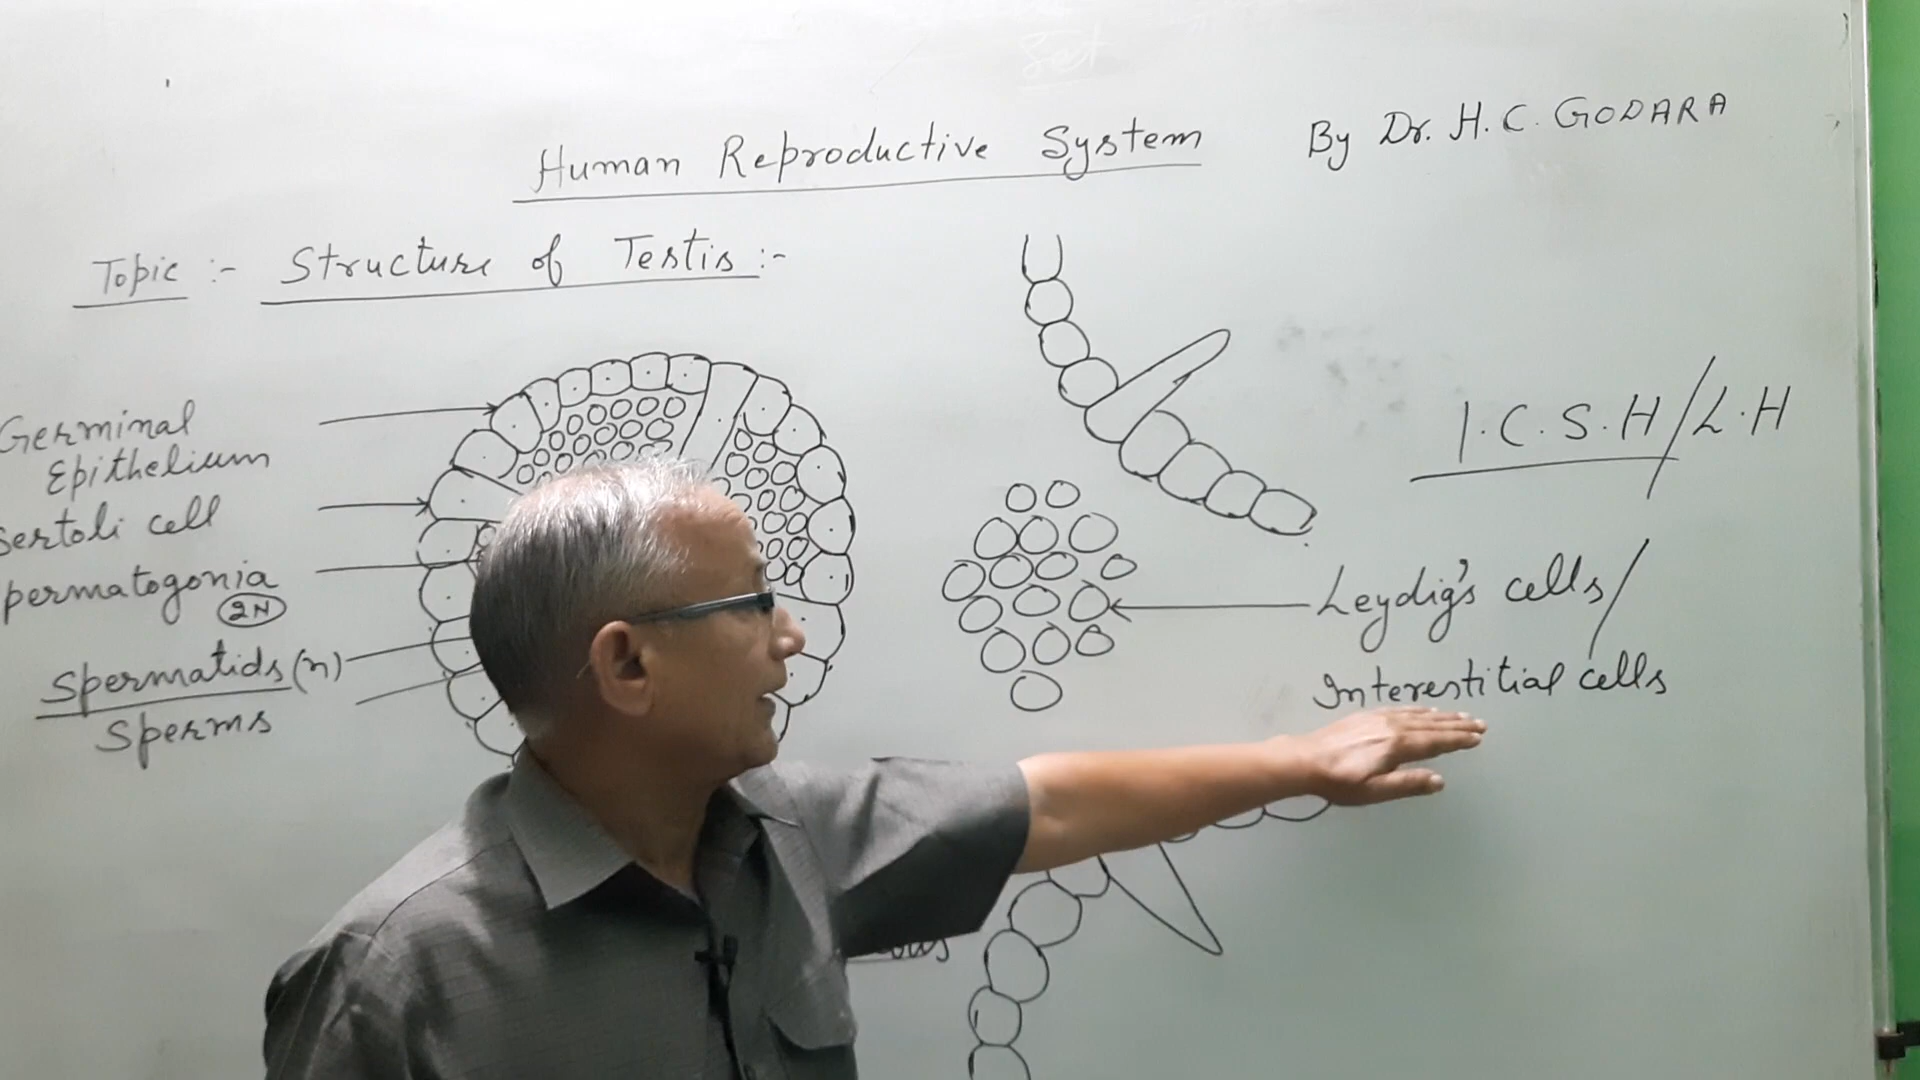 Human Reproductive System By Dr. H. C. GODARA
Topic :- Structure of Testis :-
Germinal
Epithelium
Sertoli cell
permatogonia
2N
Spermatids (n)
Sperms
I.C.S.H/L.H
Leydig's cells/
Interestitial cells